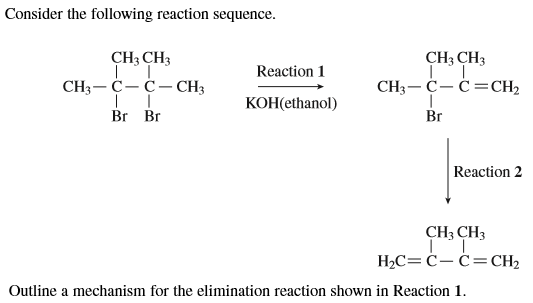 Consider the following reaction sequence.
CH₃ CH₃
CH₃ – C – C – CH₃
Br Br
Reaction 1
KOH(ethanol)
CH₃ CH₃
CH₃ – C – C = CH₂
Br
Reaction 2
CH₃ CH₃
H₂C = C – C = CH₂
Outline a mechanism for the elimination reaction shown in Reaction 1.